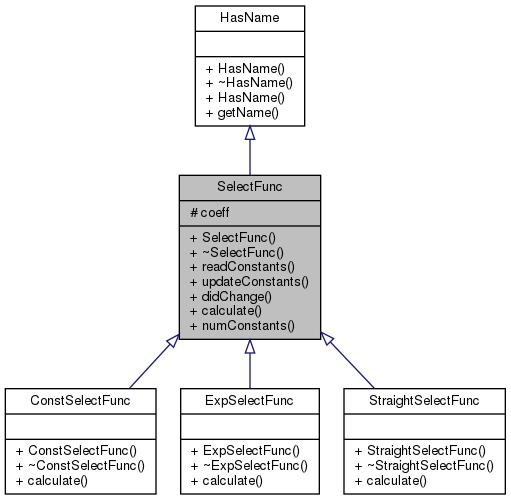 HasName
+ HasName()
+ ~HasName()
+ HasName()
+ getName()
SelectFunc
# coeff
+ SelectFunc()
+ ~SelectFunc()
+ readConstants()
+ updateConstants()
+ didChange()
+ calculate()
+ numConstants()
ConstSelectFunc
+ ConstSelectFunc()
+ ~ConstSelectFunc()
+ calculate()
ExpSelectFunc
+ ExpSelectFunc()
+ ~ExpSelectFunc()
+ calculate()
StraightSelectFunc
+ StraightSelectFunc()
+ ~StraightSelectFunc()
+ calculate()